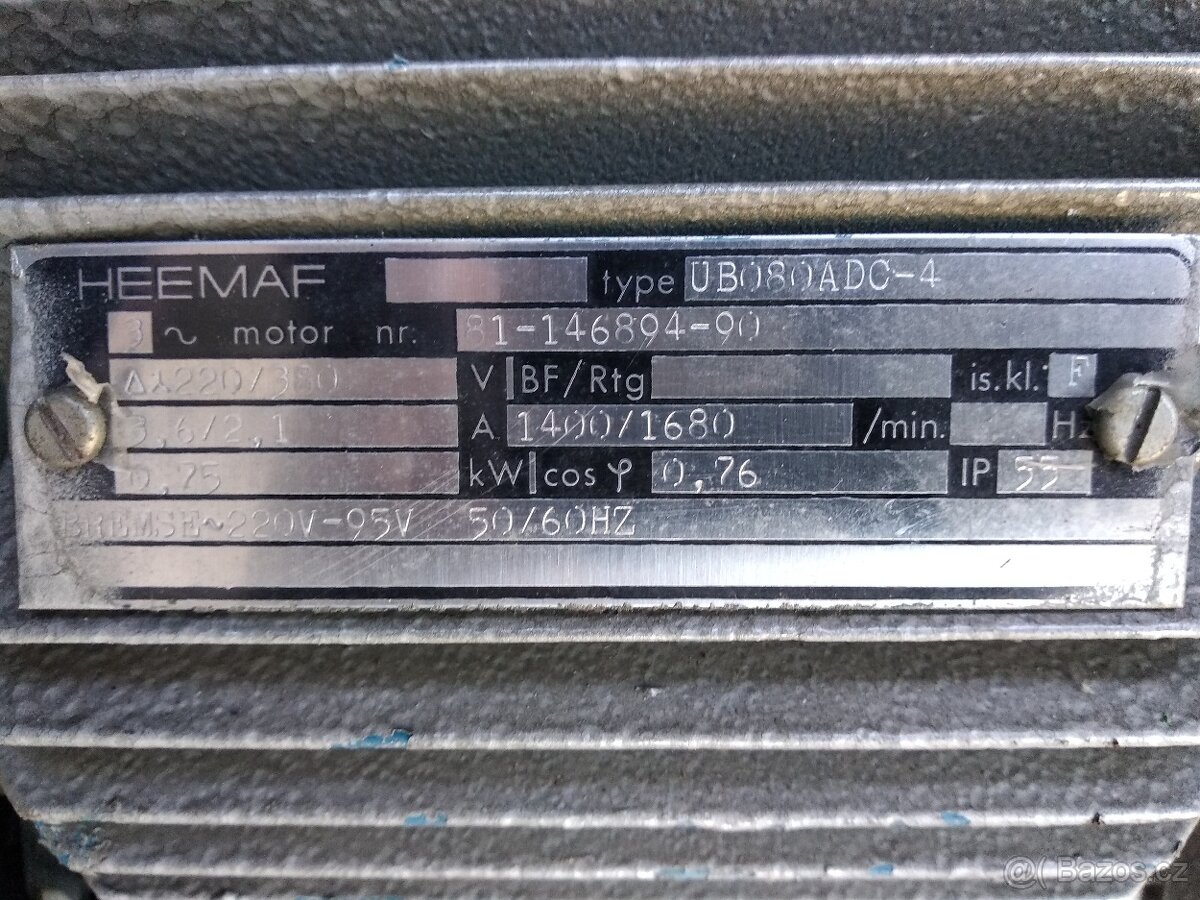 HEEMAF type UB080ADC-4
3 ~ motor nr. 81-146894-90
Δ⅄220/380 V BF/Rtg is.kl. F
3,6/2,1 A 1400/1680 /min. Hz
0,75 kW cos φ 0,76 IP 55
BREMSE~220V-95V 50/60HZ
@( Bazos.cz